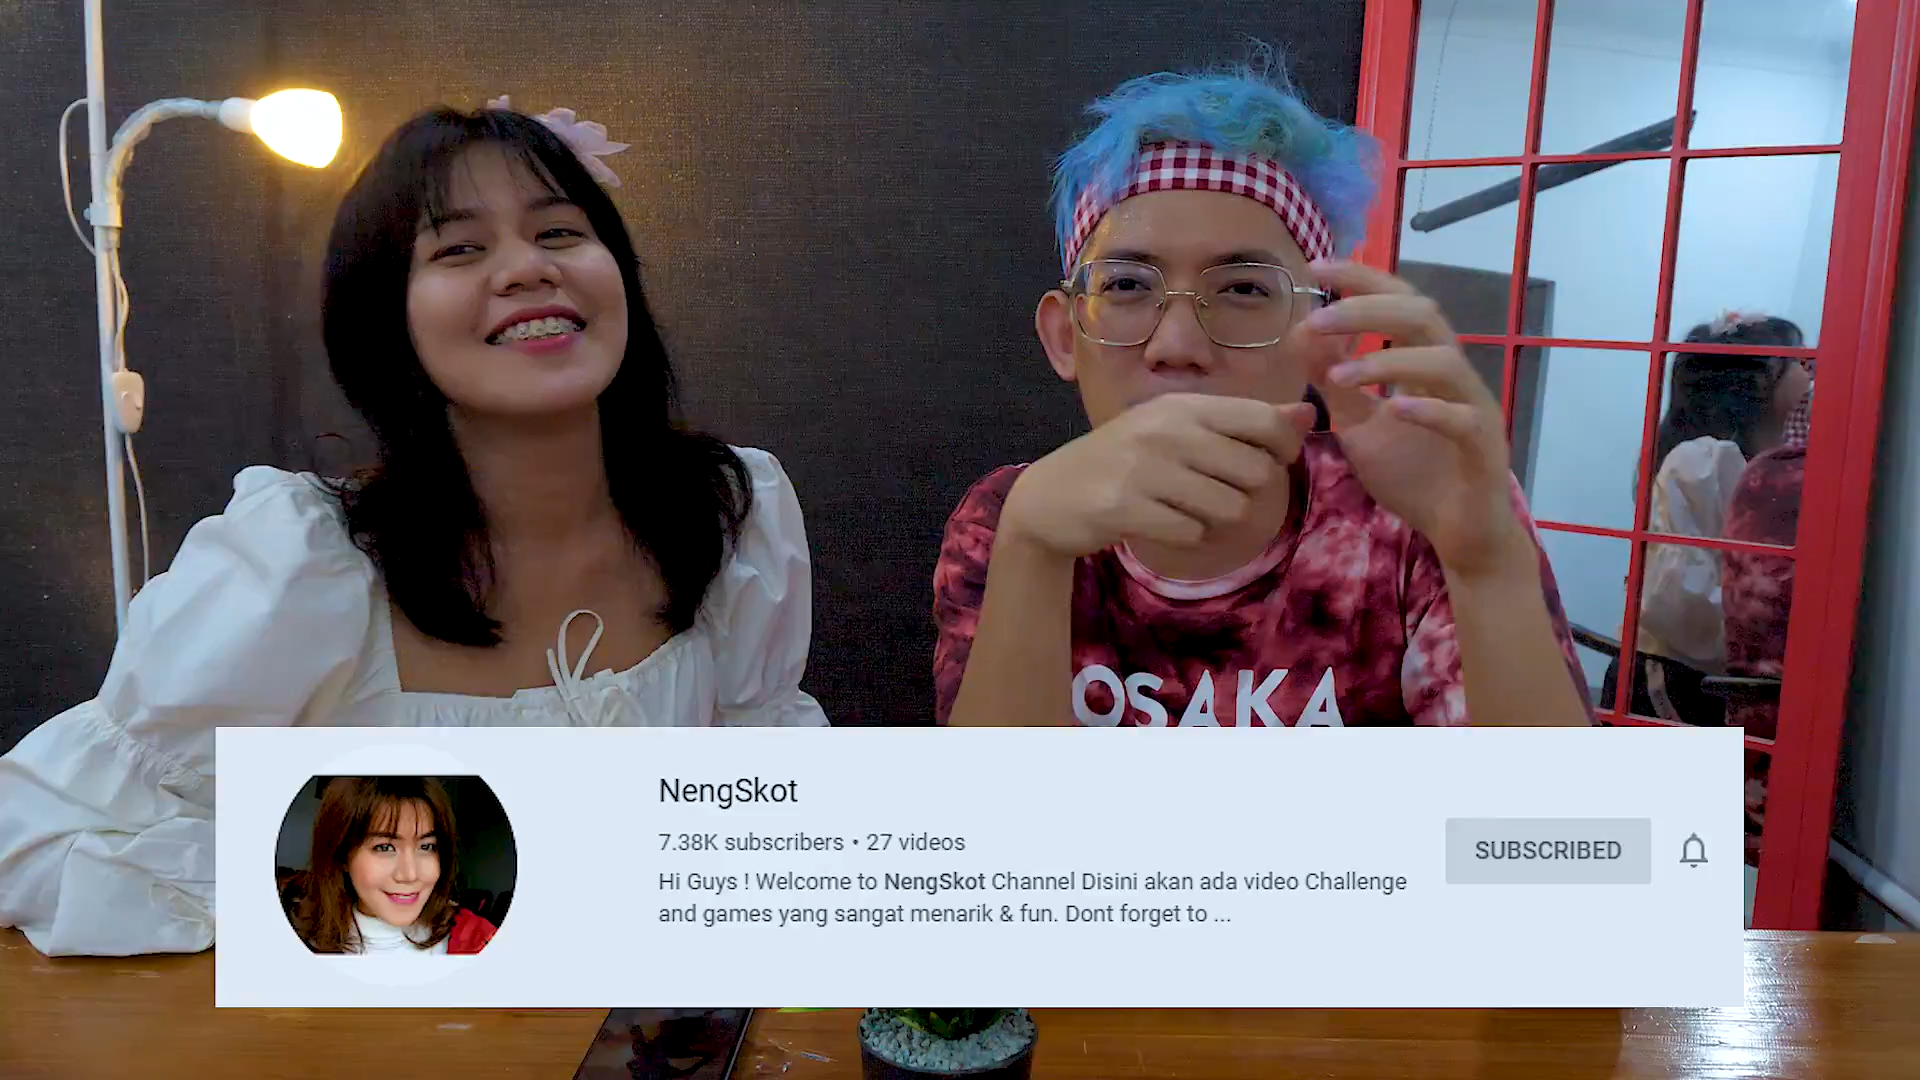 OSAKA
NengSkot
7.38K subscribers • 27 videos
Hi Guys ! Welcome to NengSkot Channel Disini akan ada video Challenge
and games yang sangat menarik & fun. Dont forget to ...
SUBSCRIBED